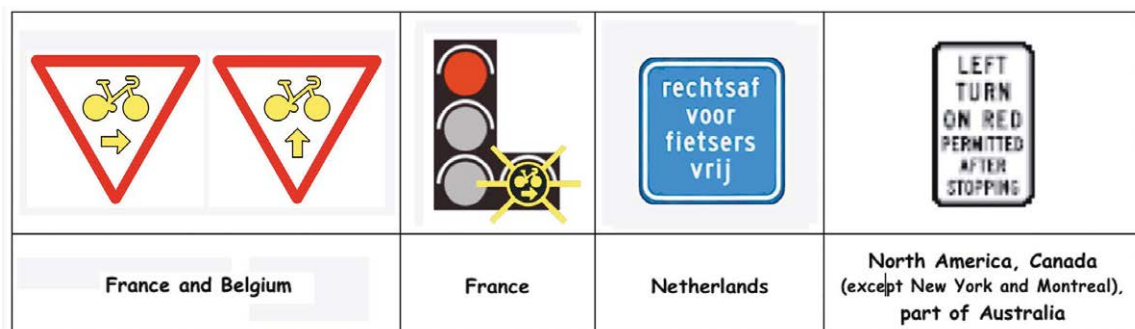 rechtsaf
voor
fietsers
vrij
LEFT
TURN
ON RED
PERMITTED
AFTER
STOPPING
France and Belgium
France
Netherlands
North America, Canada
(except New York and Montreal),
part of Australia